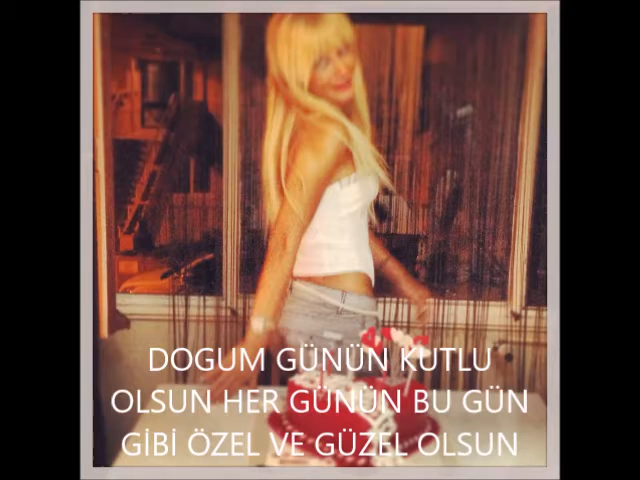 DOGUM GÜNÜN KUTLU
OLSUN HER GÜNÜN BU GÜN
GİBİ ÖZEL VE GÜZEL OLSUN